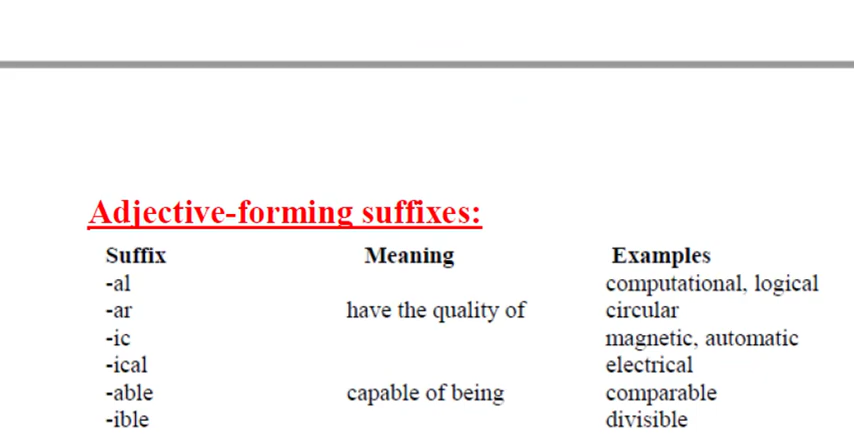 Adjective-forming suffixes:
Suffix Meaning Examples
-al computational, logical
-ar have the quality of circular
-ic magnetic, automatic
-ical electrical
-able capable of being comparable
-ible divisible